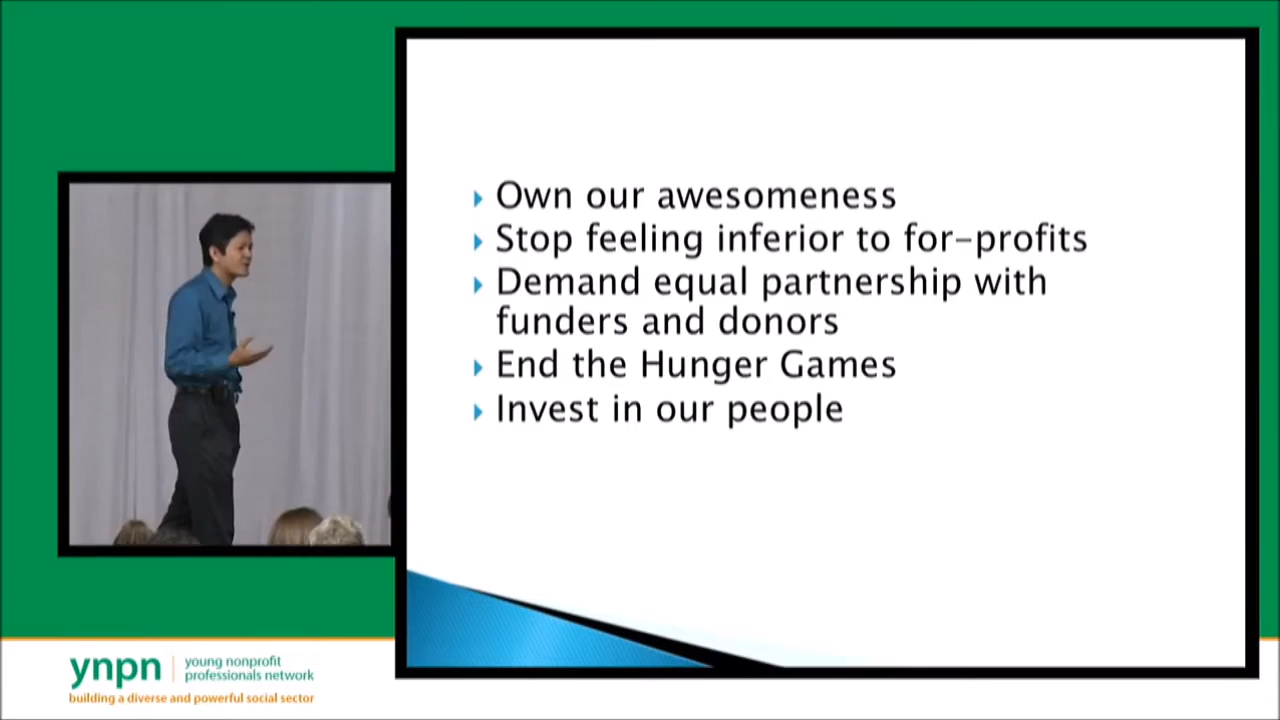 Own our awesomeness
Stop feeling inferior to for-profits
Demand equal partnership with
funders and donors
End the Hunger Games
Invest in our people
ynpn
young nonprofit
professionals network
building a diverse and powerful social sector